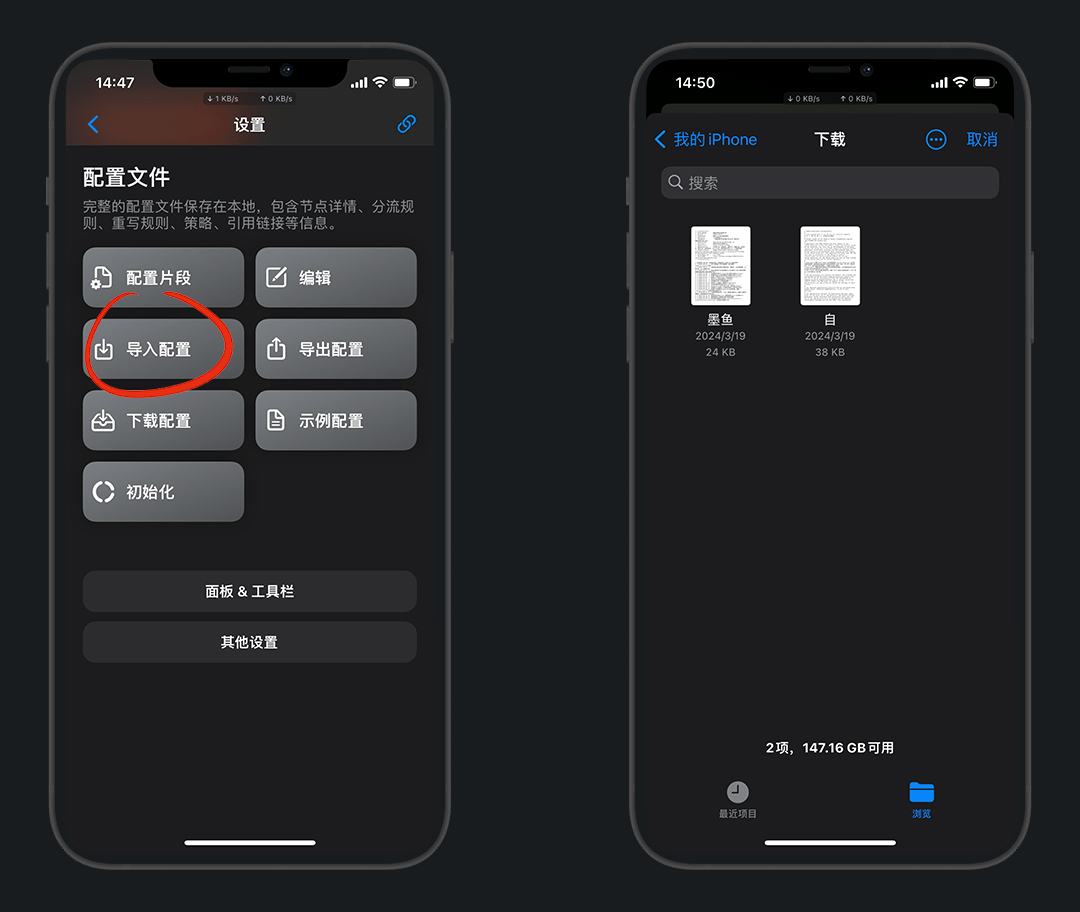 14:47
↓ 1 KB/s ↑ 0 KB/s
设置
配置文件
完整的配置文件保存在本地，包含节点详情、分流规
则、重写规则、策略、引用链接等信息。
配置片段
编辑
导入配置
导出配置
下载配置
示例配置
初始化
面板 & 工具栏
其他设置
14:50
↓ 0 KB/s ↑ 0 KB/s
我的 iPhone
下载
取消
搜索
墨鱼
2024/3/19
24 KB
自
2024/3/19
38 KB
2项，147.16 GB可用
最近项目
浏览